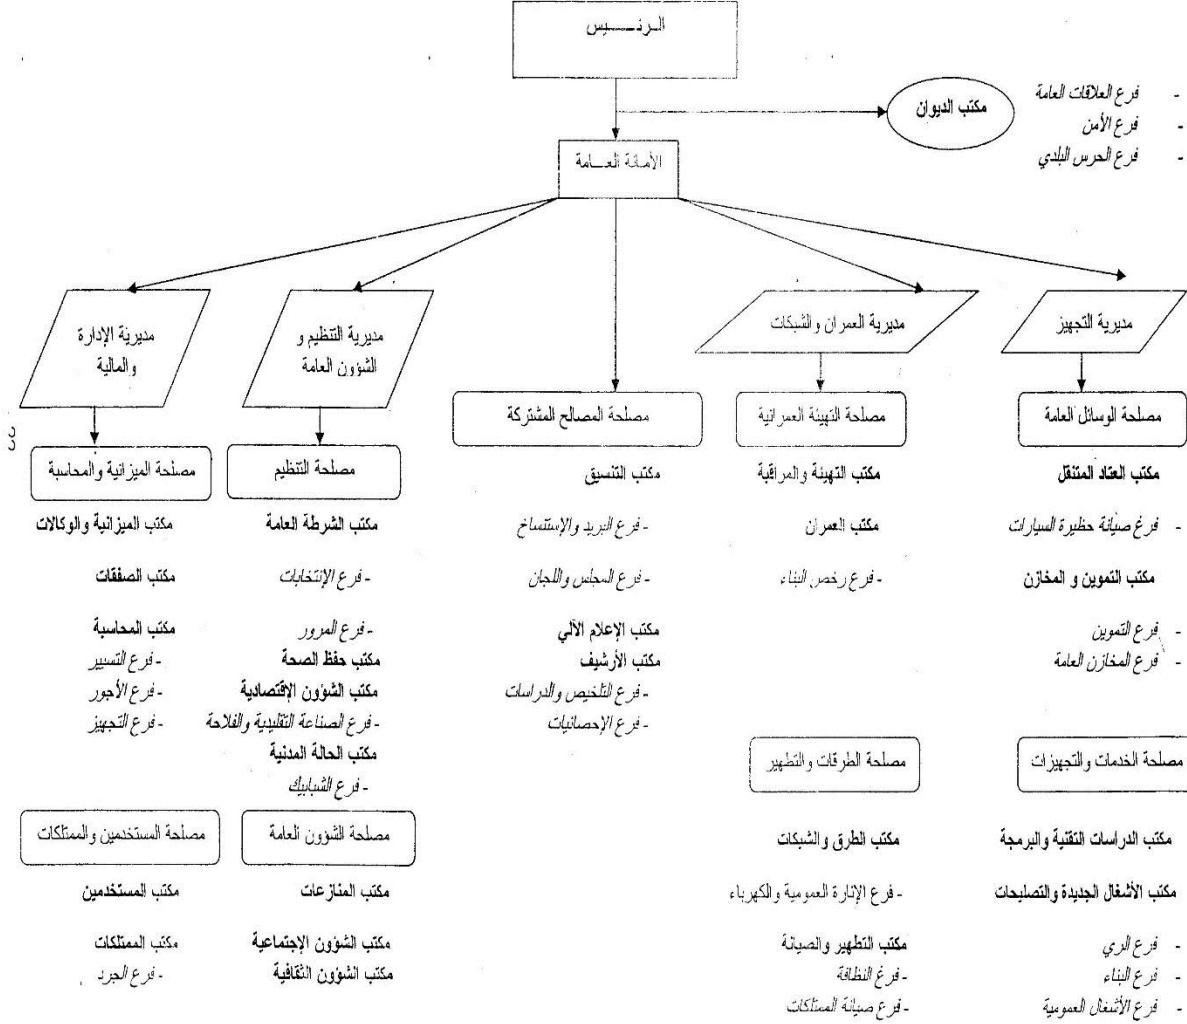 الرئيس
مكتب الديوان
- فرع العلاقات العامة
- فرع الأمن
- فرع الحرس البلدي
الأمانة العامة
مديرية التجهيز
مصلحة الوسائل العامة
مكتب العتاد المتنقل
- فرغ صيانة حظيرة السيارات
مكتب التموين و المخازن
- فرع التموين
- فرع المخازن العامة
مصلحة الخدمات والتجهيزات
مكتب الدراسات التقنية والبرمجة
مكتب الأشغال الجديدة والتصليحات
- فرع الري
- فرع البناء
- فرع الأشغال العمومية
مديرية العمران والشبكات
مصلحة التهيئة العمرانية
مكتب التهيئة والمراقبة
مكتب العمران
- فرع رخص البناء
مصلحة الطرقات والتطهير
مكتب الطرق والشبكات
- فرع الإنارة العمومية والكهرباء
مكتب التطهير والصيانة
- فرغ النظافة
- فرع صيانة الممتلكات
مصلحة المصالح المشتركة
مكتب التنسيق
- فرع البريد والإستنساخ
- فرع المجلس واللجان
مكتب الإعلام الآلي
مكتب الأرشيف
- فرع التلخيص والدراسات
- فرع الإحصائيات
مديرية التنظيم و
الشؤون العامة
مصلحة التنظيم
مكتب الشرطة العامة
- فرع الإنتخابات
- فرع المرور
مكتب حفظ الصحة
مكتب الشؤون الإقتصادية
- فرع الصناعة التقليدية والفلاحة
مكتب الحالة المدنية
- فرع الشبابيك
مصلحة الشؤون العامة
مكتب المنازعات
مكتب الشؤون الإجتماعية
مكتب الشؤون الثقافية
مديرية الإدارة
والمالية
مصلحة الميزانية والمحاسبة
مكتب الميزانية والوكالات
مكتب الصفقات
مكتب المحاسبة
- فرع التسيير
- فرع الأجور
- فرع التجهيز
مصلحة المستخدمين والممتلكات
مكتب المستخدمين
مكتب الممتلكات
- فرع الجرد